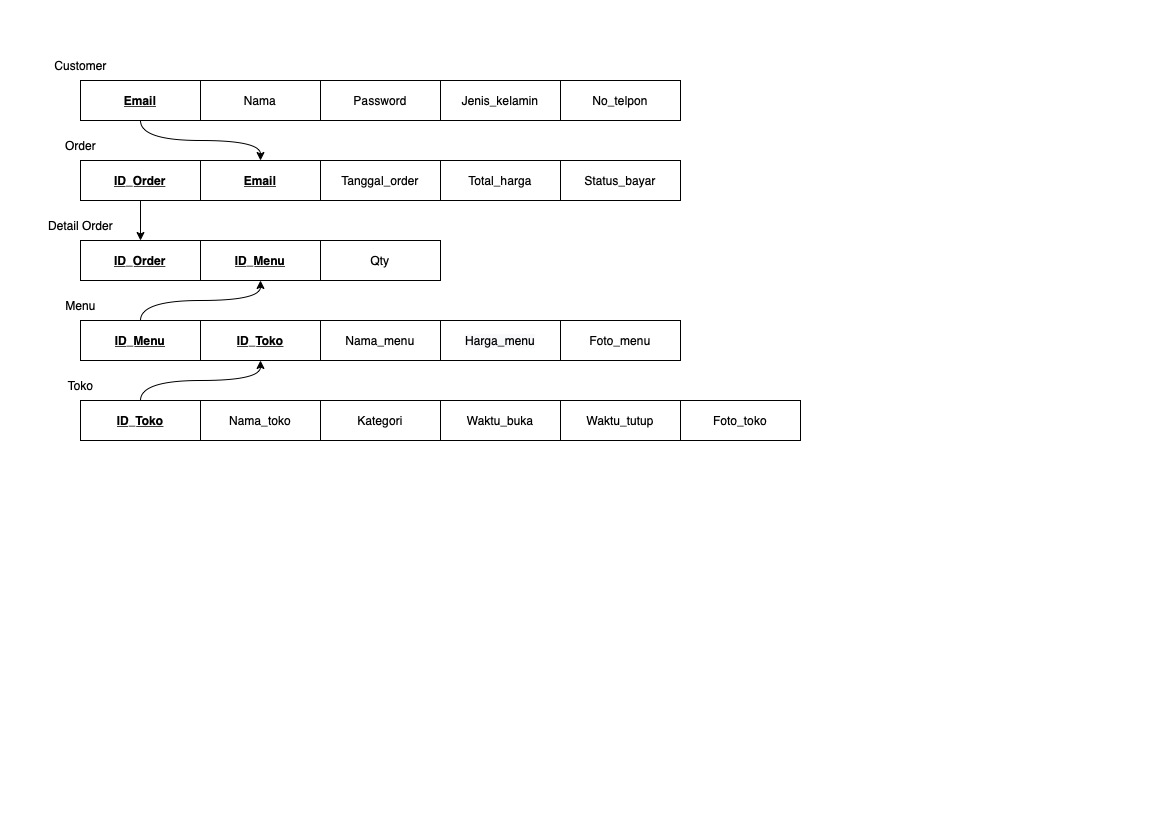 Customer
Email Nama Password Jenis_kelamin No_telpon
Order
ID_Order Email Tanggal_order Total_harga Status_bayar
Detail Order
ID_Order ID_Menu Qty
Menu
ID_Menu ID_Toko Nama_menu Harga_menu Foto_menu
Toko
ID_Toko Nama_toko Kategori Waktu_buka Waktu_tutup Foto_toko